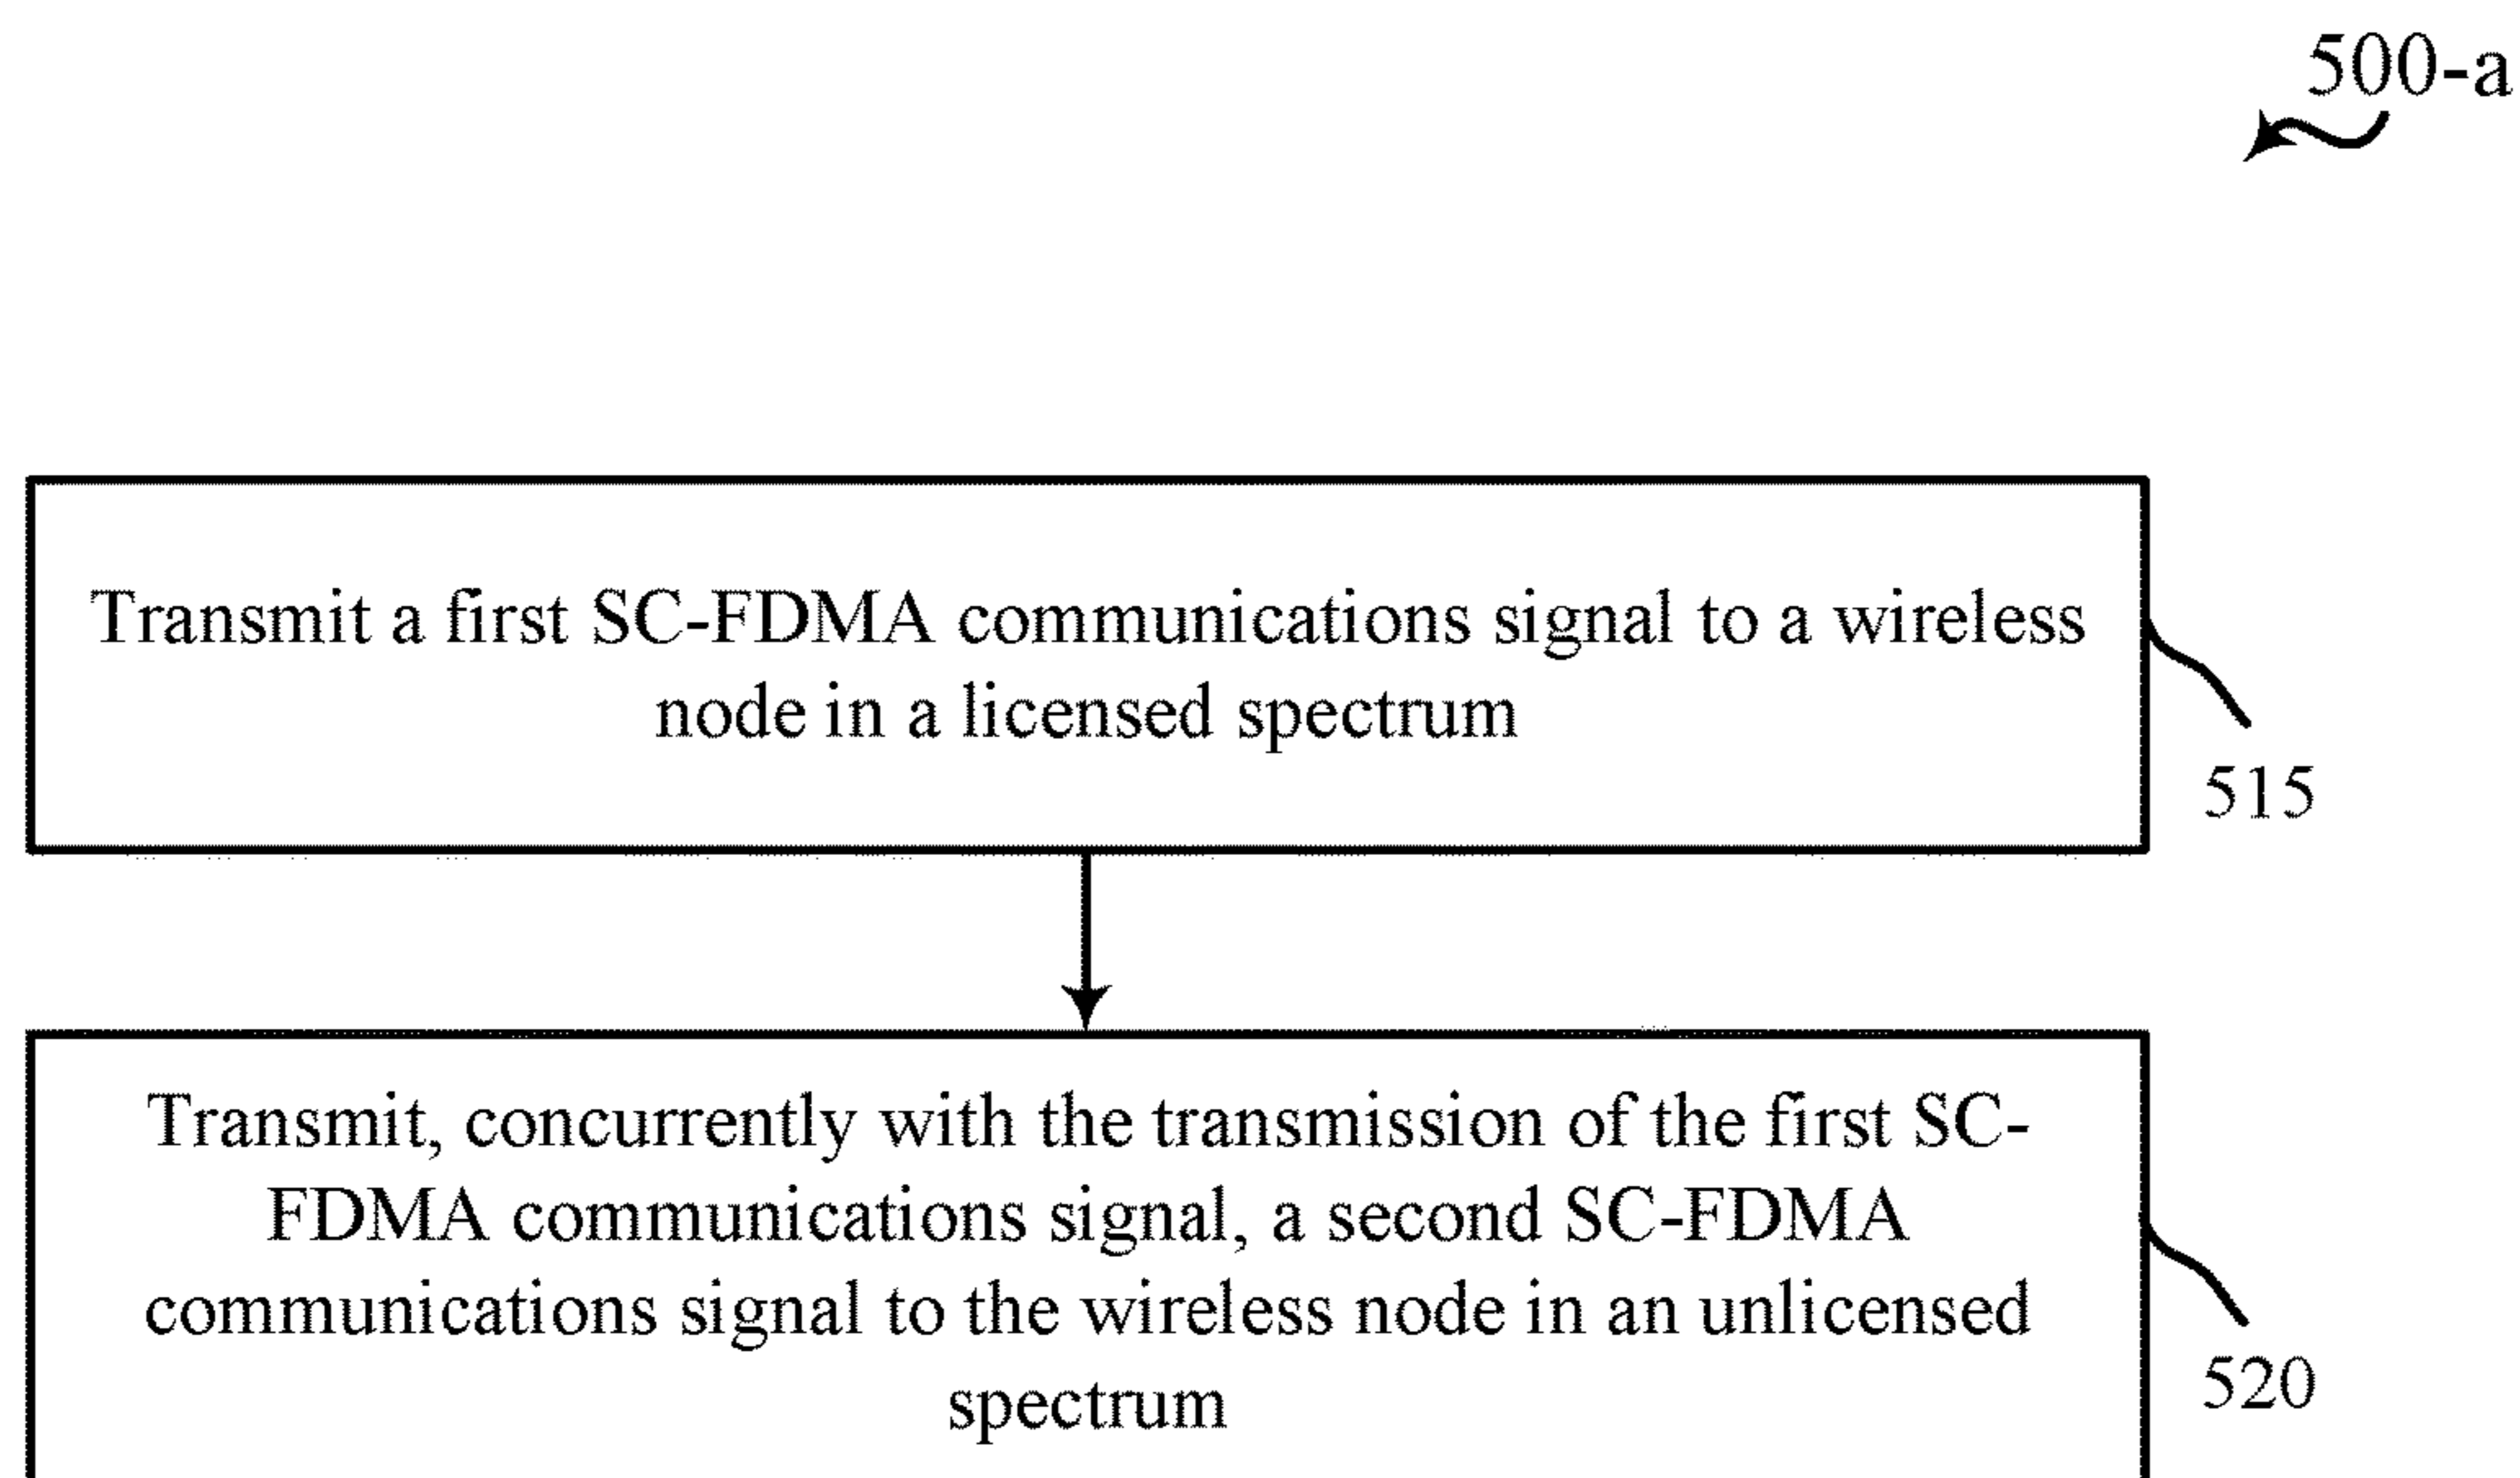 500-a
Transmit a first SC-FDMA communications signal to a wireless
node in a licensed spectrum
515
Transmit, concurrently with the transmission of the first SC-
FDMA communications signal, a second SC-FDMA
communications signal to the wireless node in an unlicensed
spectrum
520